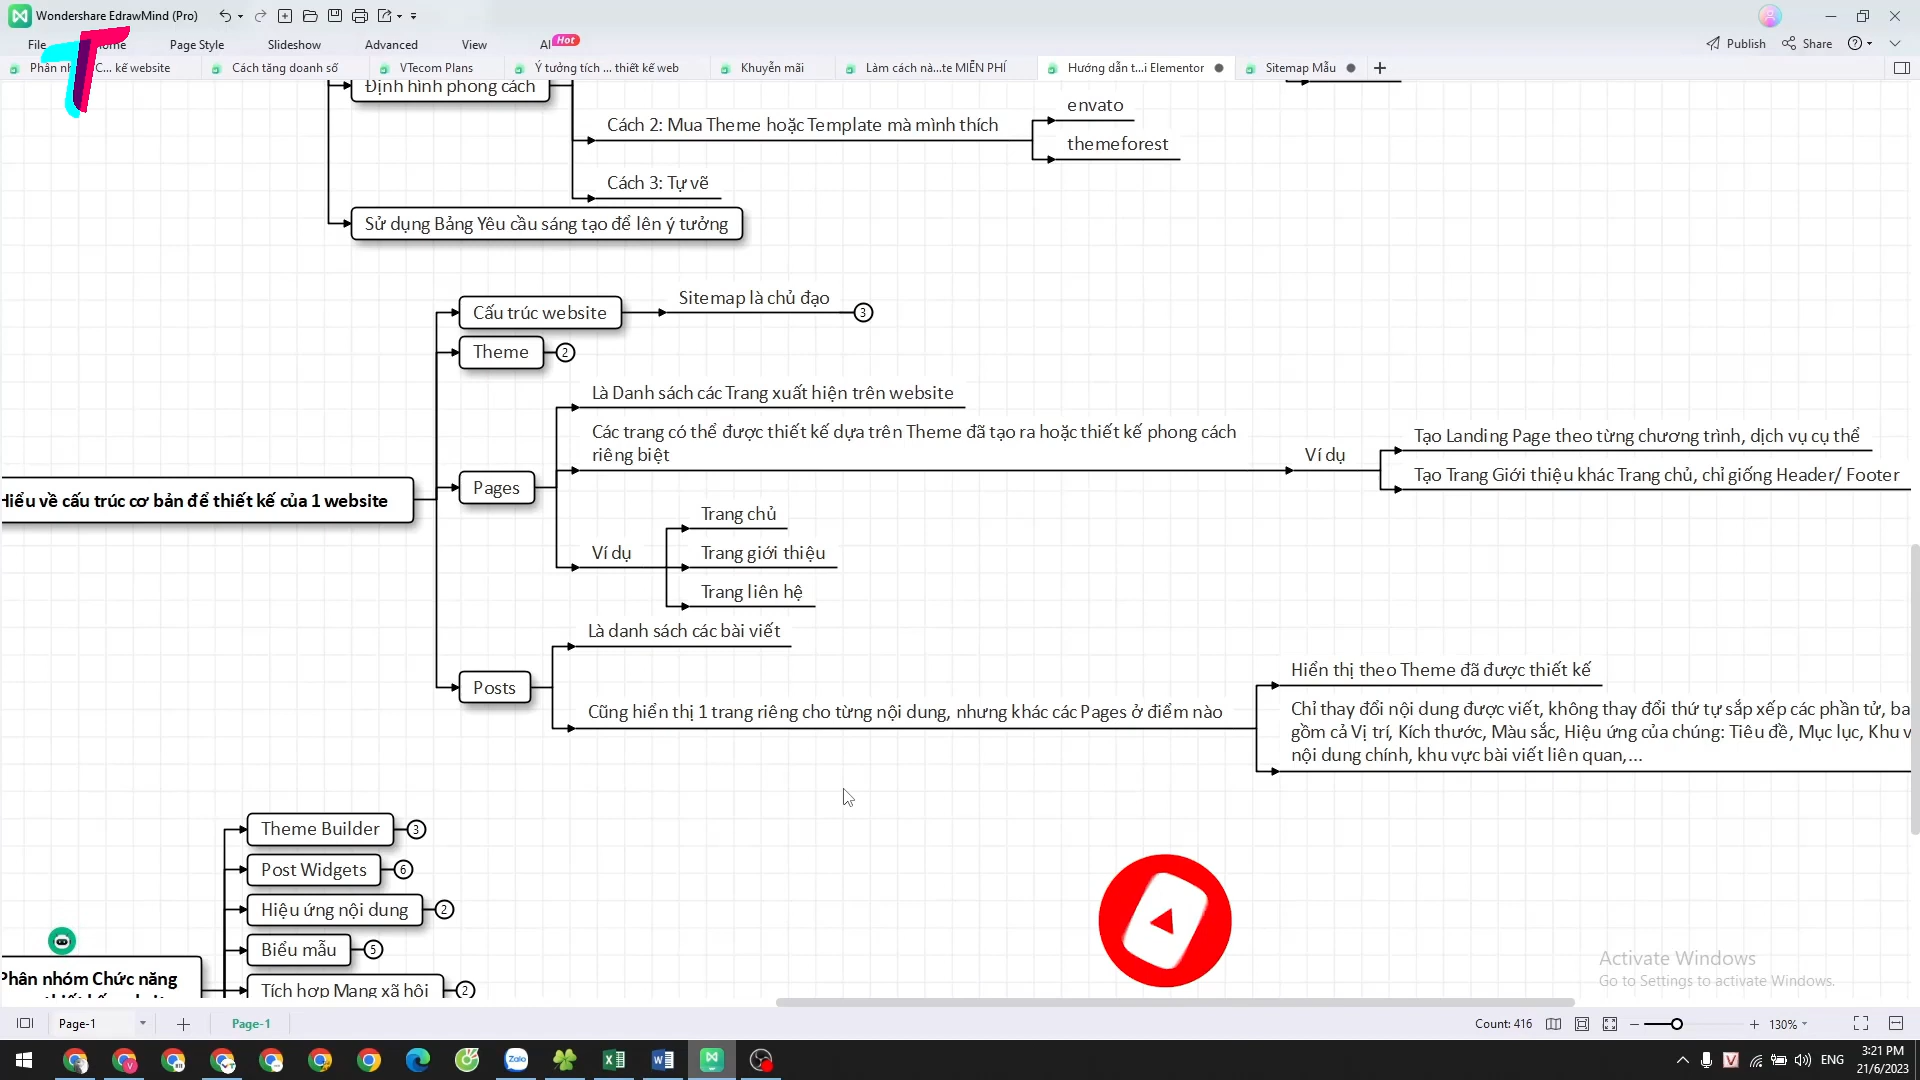 Wondershare EdrawMind (Pro)
File
Page Style
Slideshow
Advanced
View
AI
Hot
Publish
Share
Cách tăng doanh số
VTecom Plans
Ý tưởng tích ... thiết kế web
Khuyễn mãi
Làm cách nà...te MIỄN PHÍ
Hướng dẫn t...i Elementor
Sitemap Mẫu
Định hình phong cách
envato
Cách 2: Mua Theme hoặc Template mà mình thích
themeforest
Cách 3: Tự vẽ
Sử dụng Bảng Yêu cầu sáng tạo để lên ý tưởng
Cấu trúc website
Sitemap là chủ đạo
3
Theme
2
Là Danh sách các Trang xuất hiện trên website
Các trang có thể được thiết kế dựa trên Theme đã tạo ra hoặc thiết kế phong cách
riêng biệt
Ví dụ
Tạo Landing Page theo từng chương trình, dịch vụ cụ thể
Tạo Trang Giới thiệu khác Trang chủ, chỉ giống Header/ Footer
Hiểu về cấu trúc cơ bản để thiết kế của 1 website
Pages
Trang chủ
Ví dụ
Trang giới thiệu
Trang liên hệ
Là danh sách các bài viết
Posts
Cũng hiển thị 1 trang riêng cho từng nội dung, nhưng khác các Pages ở điểm nào
Hiển thị theo Theme đã được thiết kế
Chỉ thay đổi nội dung được viết, không thay đổi thứ tự sắp xếp các phần tử, ba
gồm cả Vị trí, Kích thước, Màu sắc, Hiệu ứng của chúng: Tiêu đề, Mục lục, Khu v
nội dung chính, khu vực bài viết liên quan,...
Theme Builder
3
Post Widgets
6
Hiệu ứng nội dung
2
Biểu mẫu
5
Phân nhóm Chức năng
Tích hợp Mạng xã hội
2
Activate Windows
Go to Settings to activate Windows.
Page-1
Page-1
Count: 416
130%
Zalo
ENG
3:21 PM
21/6/2023